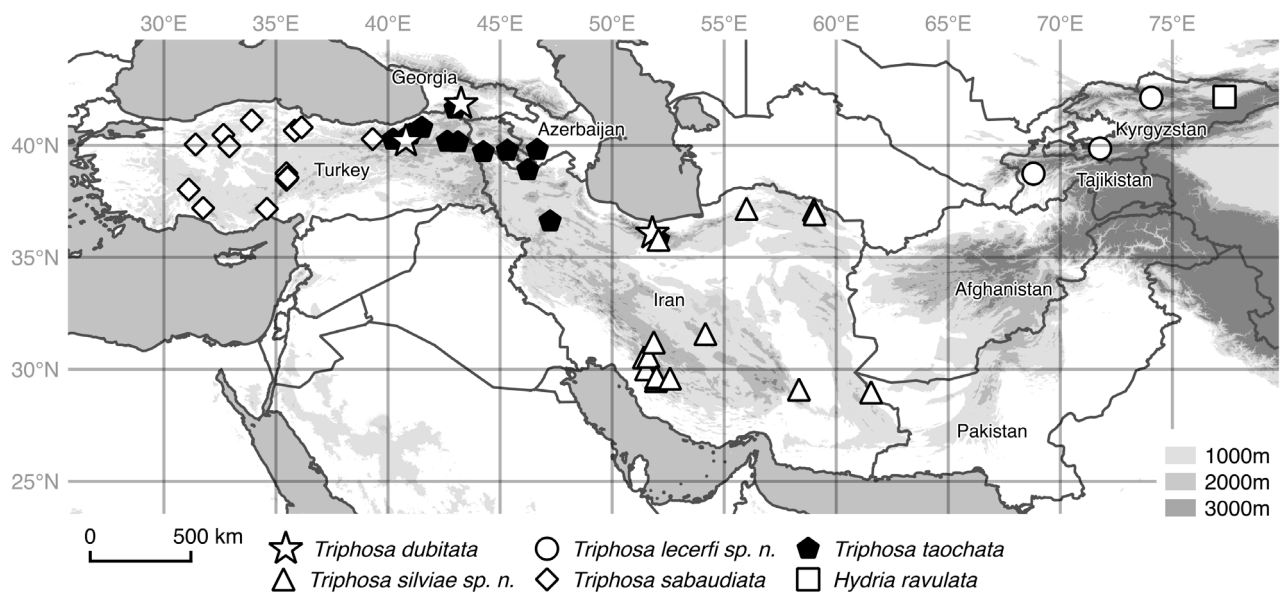 30°E 35°E 40°E 45°E 50°E 55°E 60°E 65°E 70°E 75°E
Georgia
Azerbaijan
Kyrgyzstan
40°N
Turkey
Tajikistan
35°N
Afghanistan
Iran
30°N
Pakistan
1000m
25°N
2000m
3000m
0 500 km
Triphosa dubitata Triphosa lecerfi sp. n. Triphosa taochata
Triphosa silviae sp. n. Triphosa sabaudiata Hydria ravulata